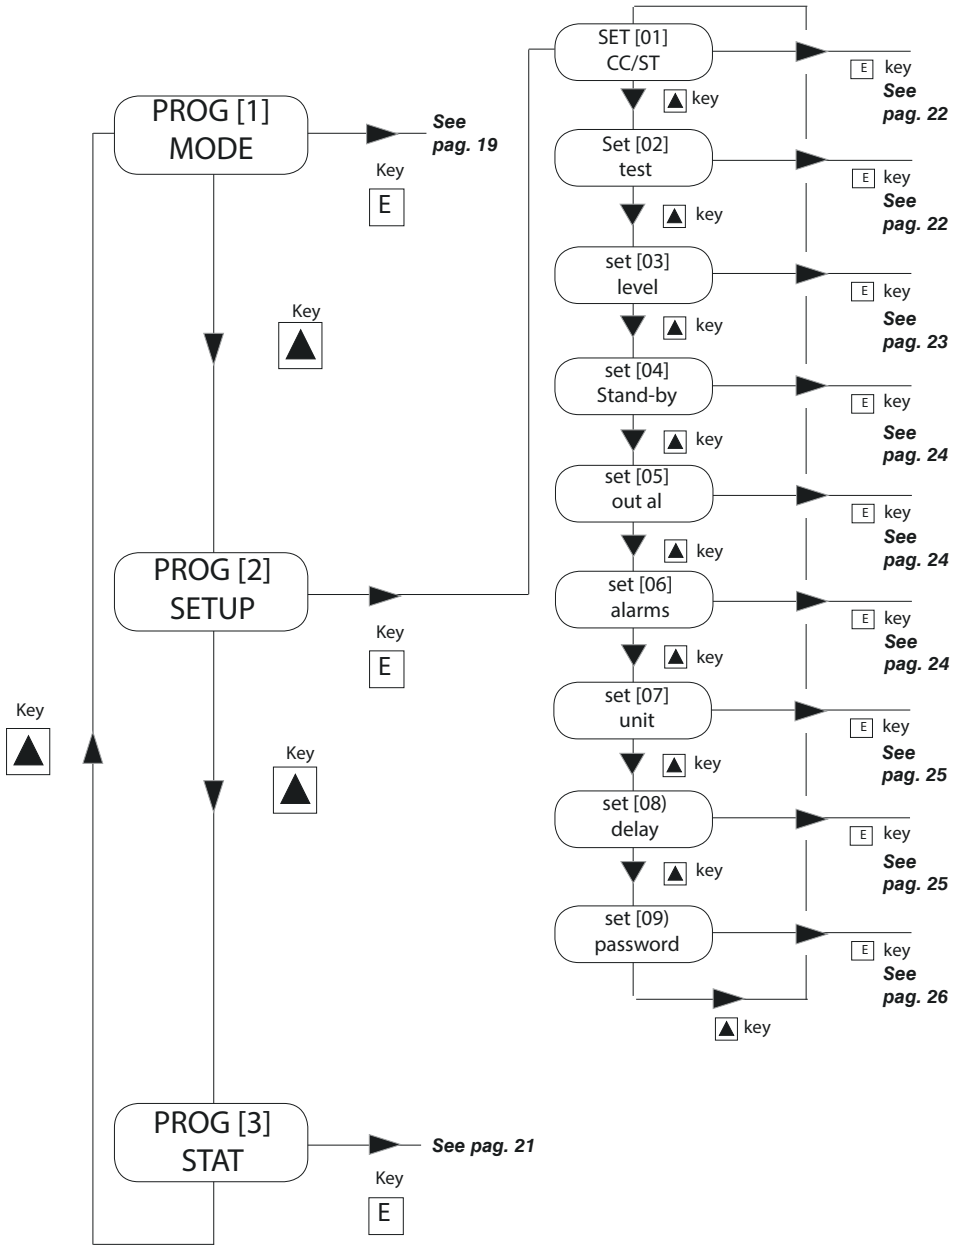 PROG [1]
MODE
See
pag. 19
Key
E
Key
PROG [2]
SETUP
Key
E
Key
Key
PROG [3]
STAT
See pag. 21
Key
E
SET [01]
CC/ST
E key
See
pag. 22
key
Set [02]
test
E key
See
pag. 22
key
set [03]
level
E key
See
pag. 23
key
set [04]
Stand-by
E key
See
pag. 24
key
set [05]
out al
E key
See
pag. 24
key
set [06]
alarms
E key
See
pag. 24
key
set [07]
unit
E key
See
pag. 25
key
set [08)
delay
E key
See
pag. 25
key
set [09)
password
E key
See
pag. 26
key